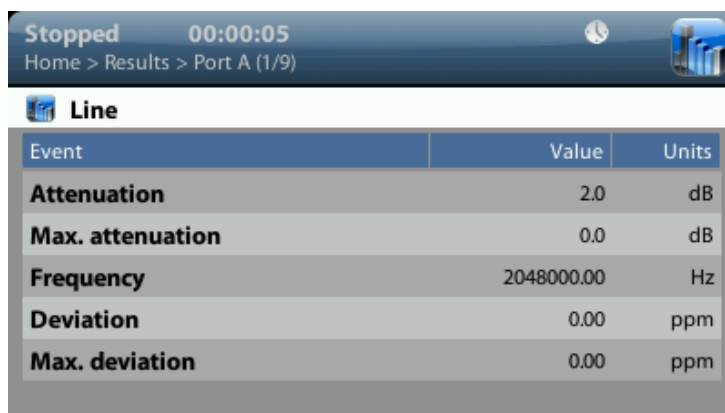 Stopped 00:00:05
Home > Results > Port A (1/9)
Line
Event Value Units
Attenuation 2.0 dB
Max. attenuation 0.0 dB
Frequency 2048000.00 Hz
Deviation 0.00 ppm
Max. deviation 0.00 ppm